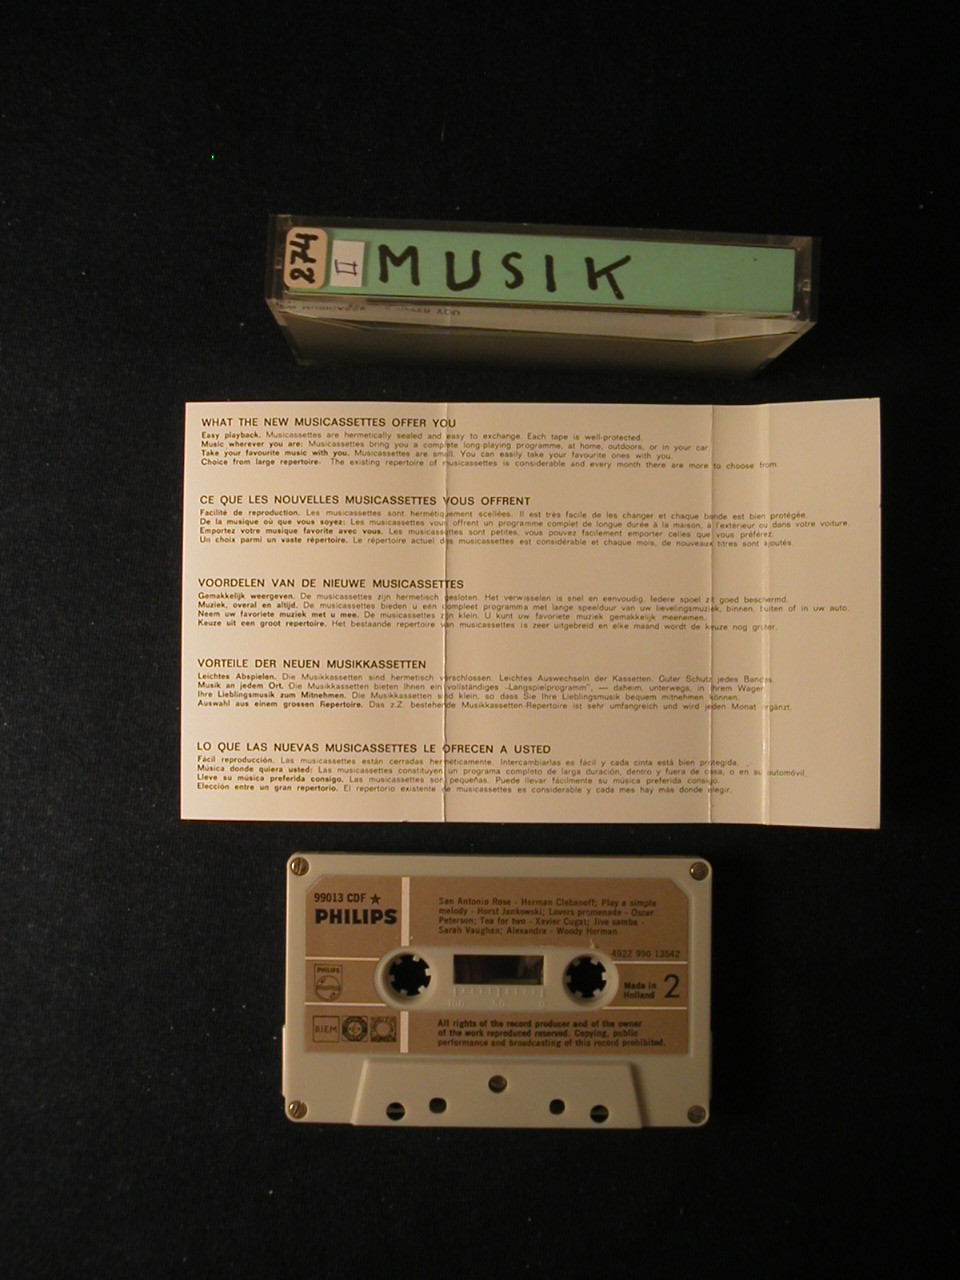 274
II
MUSIK
WHAT THE NEW MUSICASSETTES OFFER YOU
Easy playback. Musicassettes are hermetically sealed and easy to exchange. Each tape is well-protected.
Music wherever you are: Musicassettes bring you a complete long-playing programme, at home, outdoors, or in your car.
Take your favourite music with you. Musicassettes are small. You can easily take your favourite ones with you.
Choice from large repertoire. The existing repertoire of musicassettes is considerable and every month there are more to choose from.
CE QUE LES NOUVELLES MUSICASSETTES VOUS OFFRENT
Facilité de reproduction. Les musicassettes sont hermétiquement scellées. Il est très facile de les changer et chaque bande est bien protégée.
De la musique où que vous soyez: Les musicassettes vous offrent un programme complet de longue durée à la maison, à l'extérieur ou dans votre voiture.
Emportez votre musique favorite avec vous. Les musicassettes sont petites, vous pouvez facilement emporter celles que vous préférez.
Un choix parmi un vaste répertoire. Le répertoire actuel des musicassettes est considérable et chaque mois, de nouveaux titres sont ajoutés.
VOORDELEN VAN DE NIEUWE MUSICASSETTES
Gemakkelijk weergeven. De musicassettes zijn hermetisch gesloten. Het verwisselen is snel en eenvoudig. Iedere spoel zit goed beschermd.
Muziek, overal en altijd. De musicassettes bieden u een compleet programma met lange speelduur van uw lievelingsmuziek, binnen, buiten of in uw auto.
Neem uw favoriete muziek met u mee. De musicassettes zijn klein. U kunt uw favoriete muziek gemakkelijk meenemen.
Keuze uit een groot repertoire. Het bestaande repertoire van musicassettes is zeer uitgebreid en elke maand wordt de keuze nog groter.
VORTEILE DER NEUEN MUSIKKASSETTEN
Leichtes Abspielen. Die Musikkassetten sind hermetisch verschlossen. Leichtes Auswechseln der Kassetten. Guter Schutz jedes Bandes.
Musik an jedem Ort. Die Musikkassetten bieten Ihnen ein vollständiges „Langspielprogramm", — daheim, unterwegs, in Ihrem Wagen.
Ihre Lieblingsmusik zum Mitnehmen. Die Musikkassetten sind klein, so dass Sie Ihre Lieblingsmusik bequem mitnehmen können.
Auswahl aus einem grossen Repertoire. Das z.Z. bestehende Musikkassetten-Repertoire ist sehr umfangreich und wird jeden Monat ergänzt.
LO QUE LAS NUEVAS MUSICASSETTES LE OFRECEN A USTED
Fácil reproducción. Las musicassettes están cerradas herméticamente. Intercambiarlas es fácil y cada cinta está bien protegida.
Música donde quiera usted: Las musicassettes constituyen un programa completo de larga duración, dentro y fuera de casa, o en su automóvil.
Lleve su música preferida consigo. Las musicassettes son pequeñas. Puede llevar fácilmente su música preferida consigo.
Elección entre un gran repertorio. El repertorio existente de musicassettes es considerable y cada mes hay más donde elegir.
99013 CDF ★
PHILIPS
San Antonio Rose - Herman Clebanoff; Play a simple
melody - Horst Jankowski; Lovers promenade - Oscar
Peterson; Tea for two - Xavier Cugat; Jive samba -
Sarah Vaughan; Alexandra - Woody Herman
4922 990 13542
PHILIPS
100 50 0
Made in
Holland 2
B.I.E.M
All rights of the record producer and of the owner
of the work reproduced reserved. Copying, public
performance and broadcasting of this record prohibited.